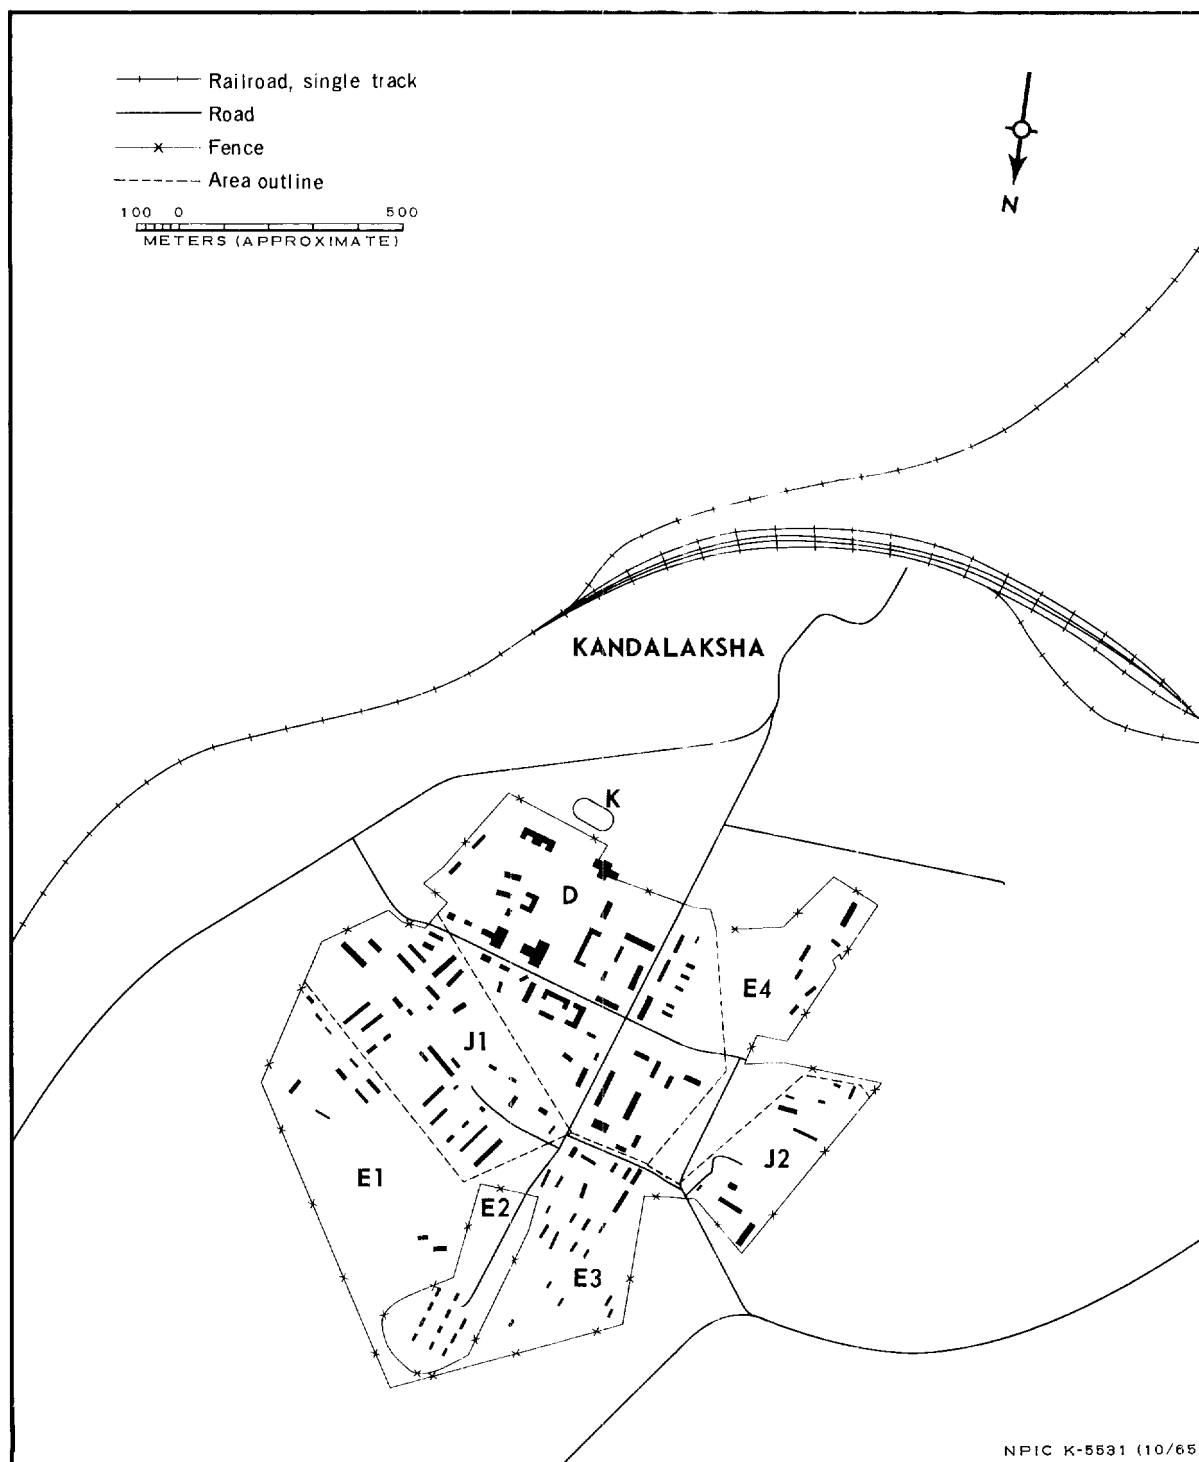 Railroad, single track
Road
Fence
Area outline
100 0 500
METERS (APPROXIMATE)
N
KANDALAKSHA
K
D
E4
J1
J2
E1
E2
E3
NPIC K-5531 (10/65